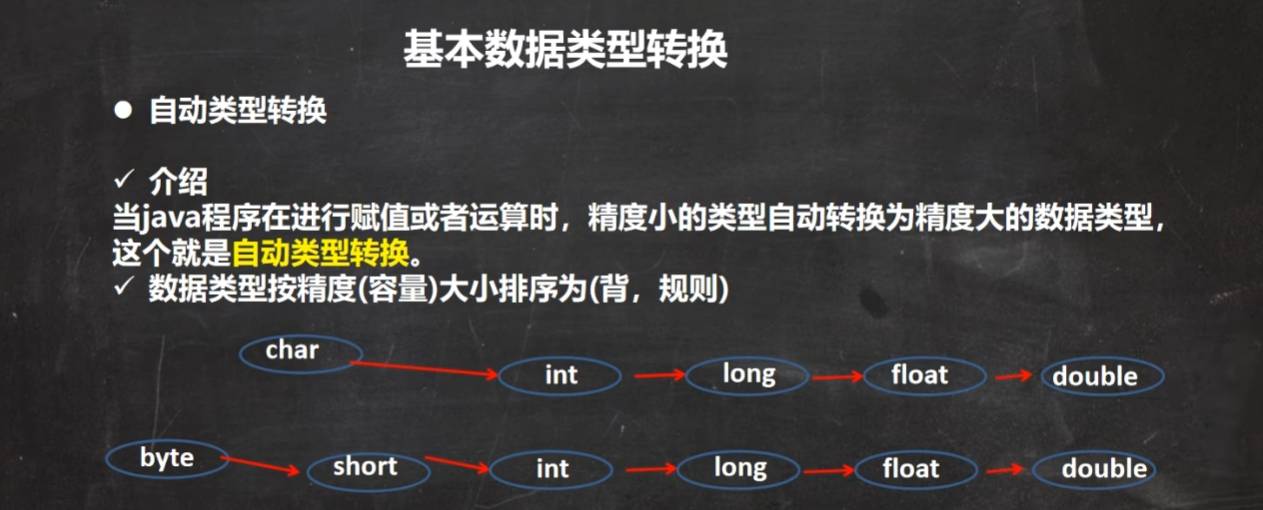 基本数据类型转换
● 自动类型转换
✓ 介绍
当java程序在进行赋值或者运算时，精度小的类型自动转换为精度大的数据类型，
这个就是自动类型转换。
✓ 数据类型按精度(容量)大小排序为(背，规则)
char int long float double
byte short int long float double